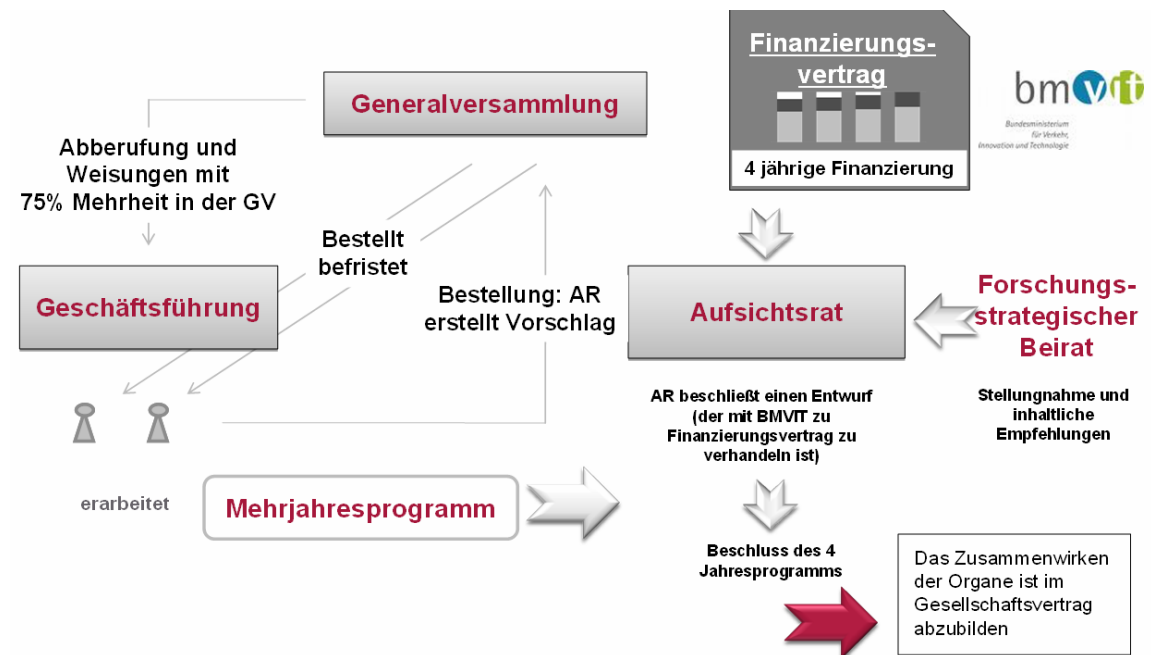 Finanzierungs-
vertrag
4 jährige Finanzierung
bmvit
Bundesministerium
für Verkehr,
Innovation und Technologie
Generalversammlung
Abberufung und
Weisungen mit
75% Mehrheit in der GV
Bestellt
befristet
Geschäftsführung
Bestellung: AR
erstellt Vorschlag
Aufsichtsrat
Forschungs-
strategischer
Beirat
AR beschließt einen Entwurf
(der mit BMVIT zu
Finanzierungsvertrag zu
verhandeln ist)
Stellungnahme und
inhaltliche
Empfehlungen
erarbeitet
Mehrjahresprogramm
Beschluss des 4
Jahresprogramms
Das Zusammenwirken
der Organe ist im
Gesellschaftsvertrag
abzubilden